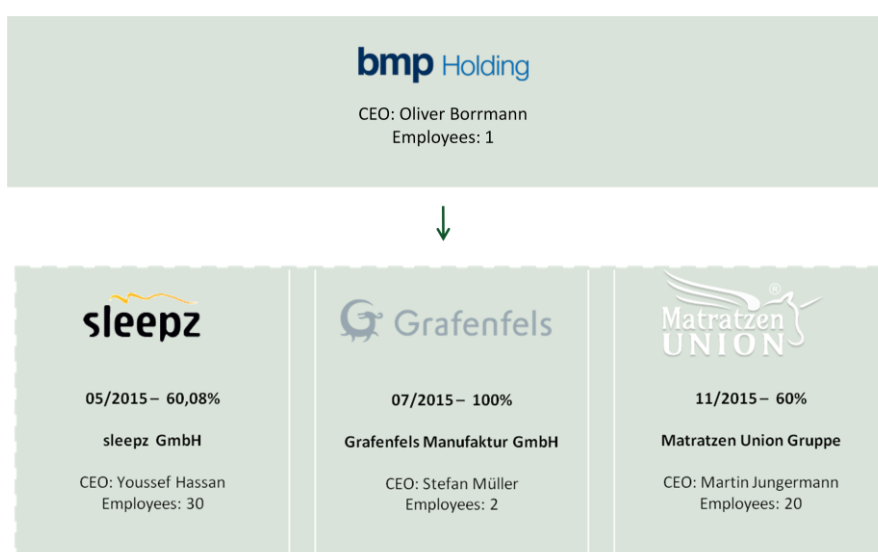 bmp Holding
CEO: Oliver Borrmann
Employees: 1
sleepz
05/2015– 60,08%
sleepz GmbH
CEO: Youssef Hassan
Employees: 30
Grafenfels
07/2015– 100%
Grafenfels Manufaktur GmbH
CEO: Stefan Müller
Employees: 2
Matratzen ®
UNION
11/2015– 60%
Matratzen Union Gruppe
CEO: Martin Jungermann
Employees: 20